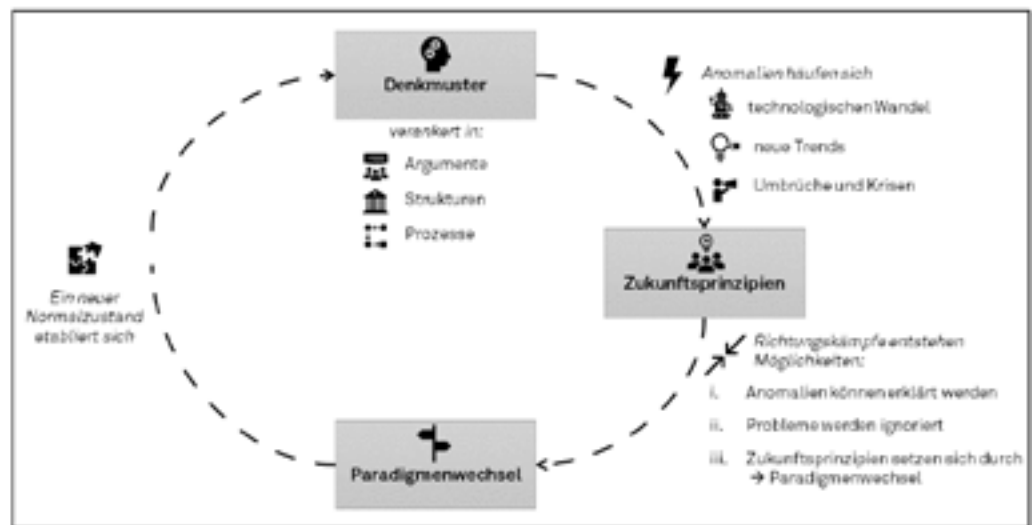 Denkmuster
verankert in:
Argumente
Strukturen
Prozesse
Anomalien häufen sich
technologischen Wandel
neue Trends
Umbrüche und Krisen
Zukunftsprinzipien
Richtungskämpfe entstehen
Möglichkeiten:
i. Anomalien können erklärt werden
ii. Probleme werden ignoriert
iii. Zukunftsprinzipien setzen sich durch
→ Paradigmenwechsel
Paradigmenwechsel
Ein neuer
Normalzustand
etabliert sich